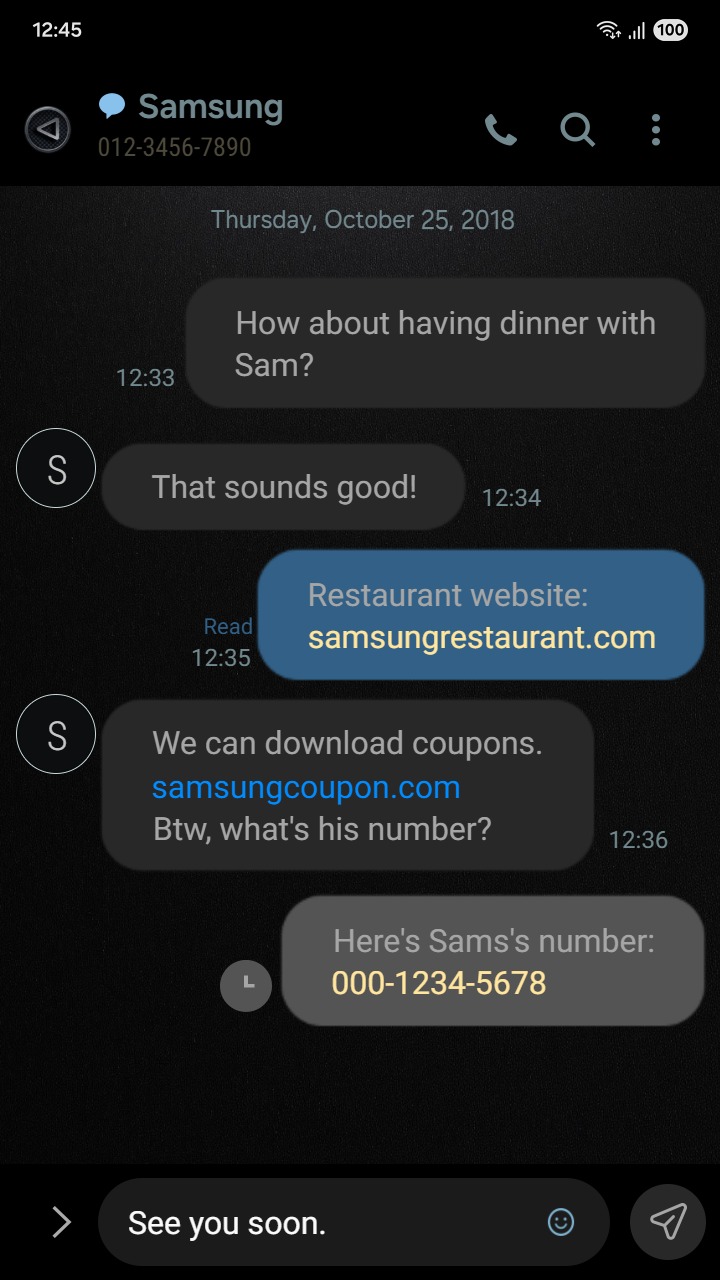 12:45
100
Samsung
012-3456-7890
Thursday, October 25, 2018
How about having dinner with
Sam?
12:33
S
That sounds good!
12:34
Restaurant website:
samsungrestaurant.com
Read
12:35
S
We can download coupons.
samsungcoupon.com
Btw, what's his number?
12:36
Here's Sams's number:
000-1234-5678
See you soon.